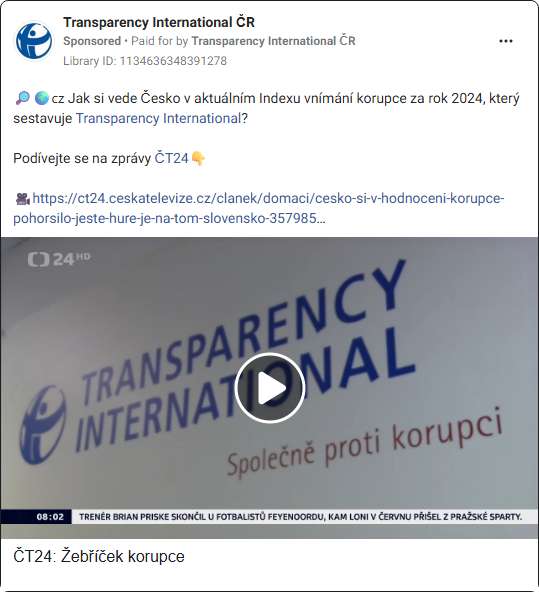 Transparency International ČR
Sponsored • Paid for by Transparency International ČR
Library ID: 1134636348391278
🔎 🌏cz Jak si vede Česko v aktuálním Indexu vnímání korupce za rok 2024, který
sestavuje Transparency International?
Podívejte se na zprávy ČT24👇
🎥https://ct24.ceskatelevize.cz/clanek/domaci/cesko-si-v-hodnoceni-korupce-
pohorsilo-jeste-hure-je-na-tom-slovensko-357985…
24 HD
TRANSPARENCY
INTERNATIONAL
Společně proti korupci
08:02 TRENÉR BRIAN PRISKE SKONČIL U FOTBALISTŮ FEYENOORDU, KAM LONI V ČERVNU PŘIŠEL Z PRAŽSKÉ SPARTY.
ČT24: Žebříček korupce